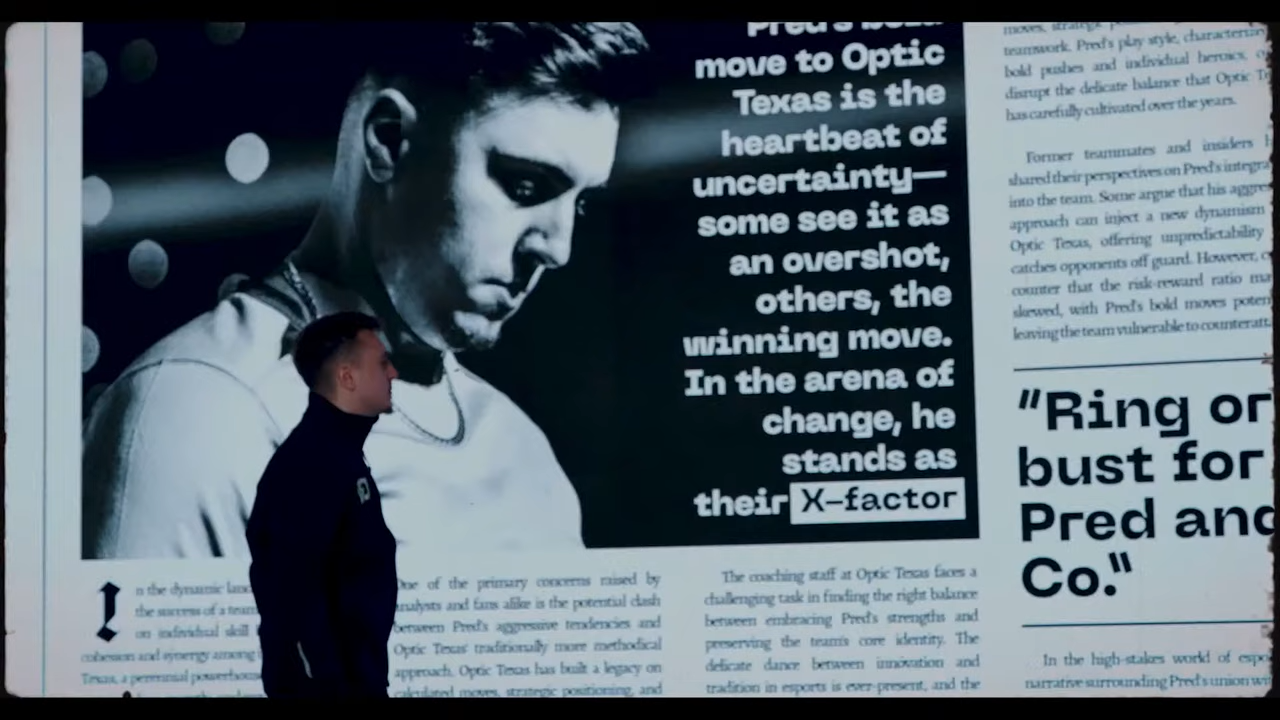 Pred's bold
move to Optic
Texas is the
heartbeat of
uncertainty—
some see it as
an overshot,
others, the
winning move.
In the arena of
change, he
stands as
their X-factor
In the dynamic
the success of a team
on individual skill
cohesion and synergy among
Texas, a perennial powerhouse
One of the primary concerns raised by
analysts and fans alike is the potential clash
between Pred's aggressive tendencies and
Optic Texas' traditionally more methodical
approach. Optic Texas has built a legacy on
calculated moves, strategic positioning, and
The coaching staff at Optic Texas faces a
challenging task in finding the right balance
between embracing Pred's strengths and
preserving the team's core identity. The
delicate dance between innovation and
tradition in esports is ever-present, and the
moves, strategic
teamwork. Pred's play style,
bold pushes and individual heroics,
disrupt the delicate balance that Optic
has carefully cultivated over the years.
Former teammates and insiders
shared their perspectives on Pred's
into the team. Some argue that his
approach can inject a new dynamism
Optic Texas, offering unpredictability
catches opponents off guard. However,
counter that the risk-reward ratio
skewed, with Pred's bold moves
leaving the team vulnerable to
"Ring or
bust for
Pred and
Co."
In the high-stakes world of
narrative surrounding Pred's union